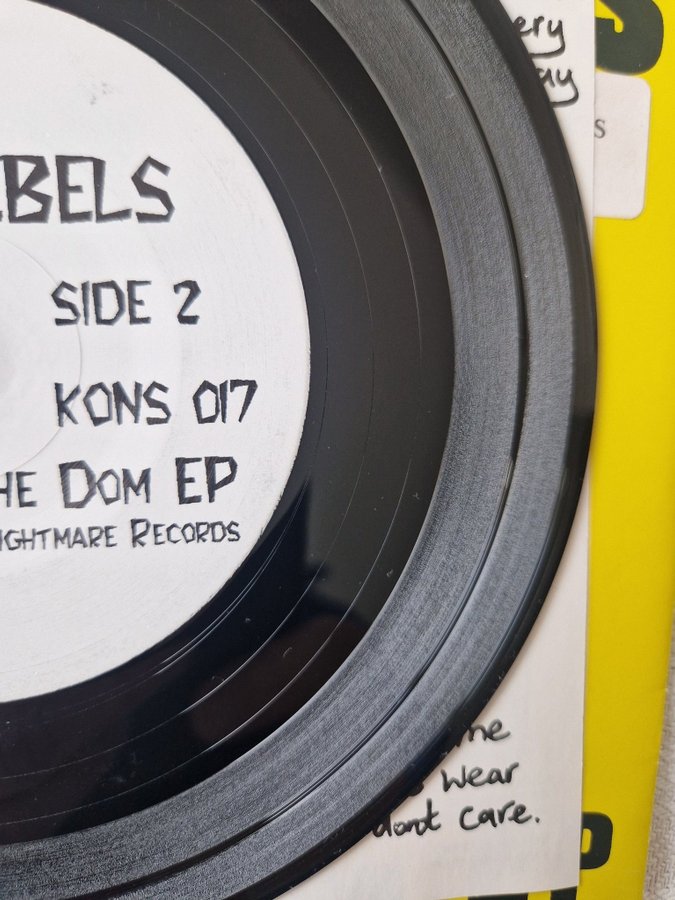 ery
ay
S
EBELS
SIDE 2
KONS 017
HE DOM EP
IGHTMARE RECORDS
me
wear
dont care.